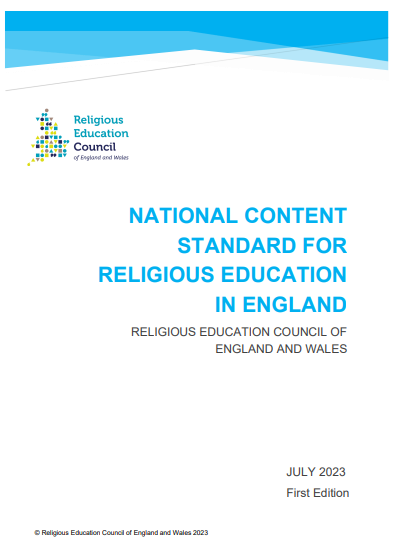 Religious
Education
Council
of England and Wales
NATIONAL CONTENT
STANDARD FOR
RELIGIOUS EDUCATION
IN ENGLAND
RELIGIOUS EDUCATION COUNCIL OF
ENGLAND AND WALES
JULY 2023
First Edition
© Religious Education Council of England and Wales 2023